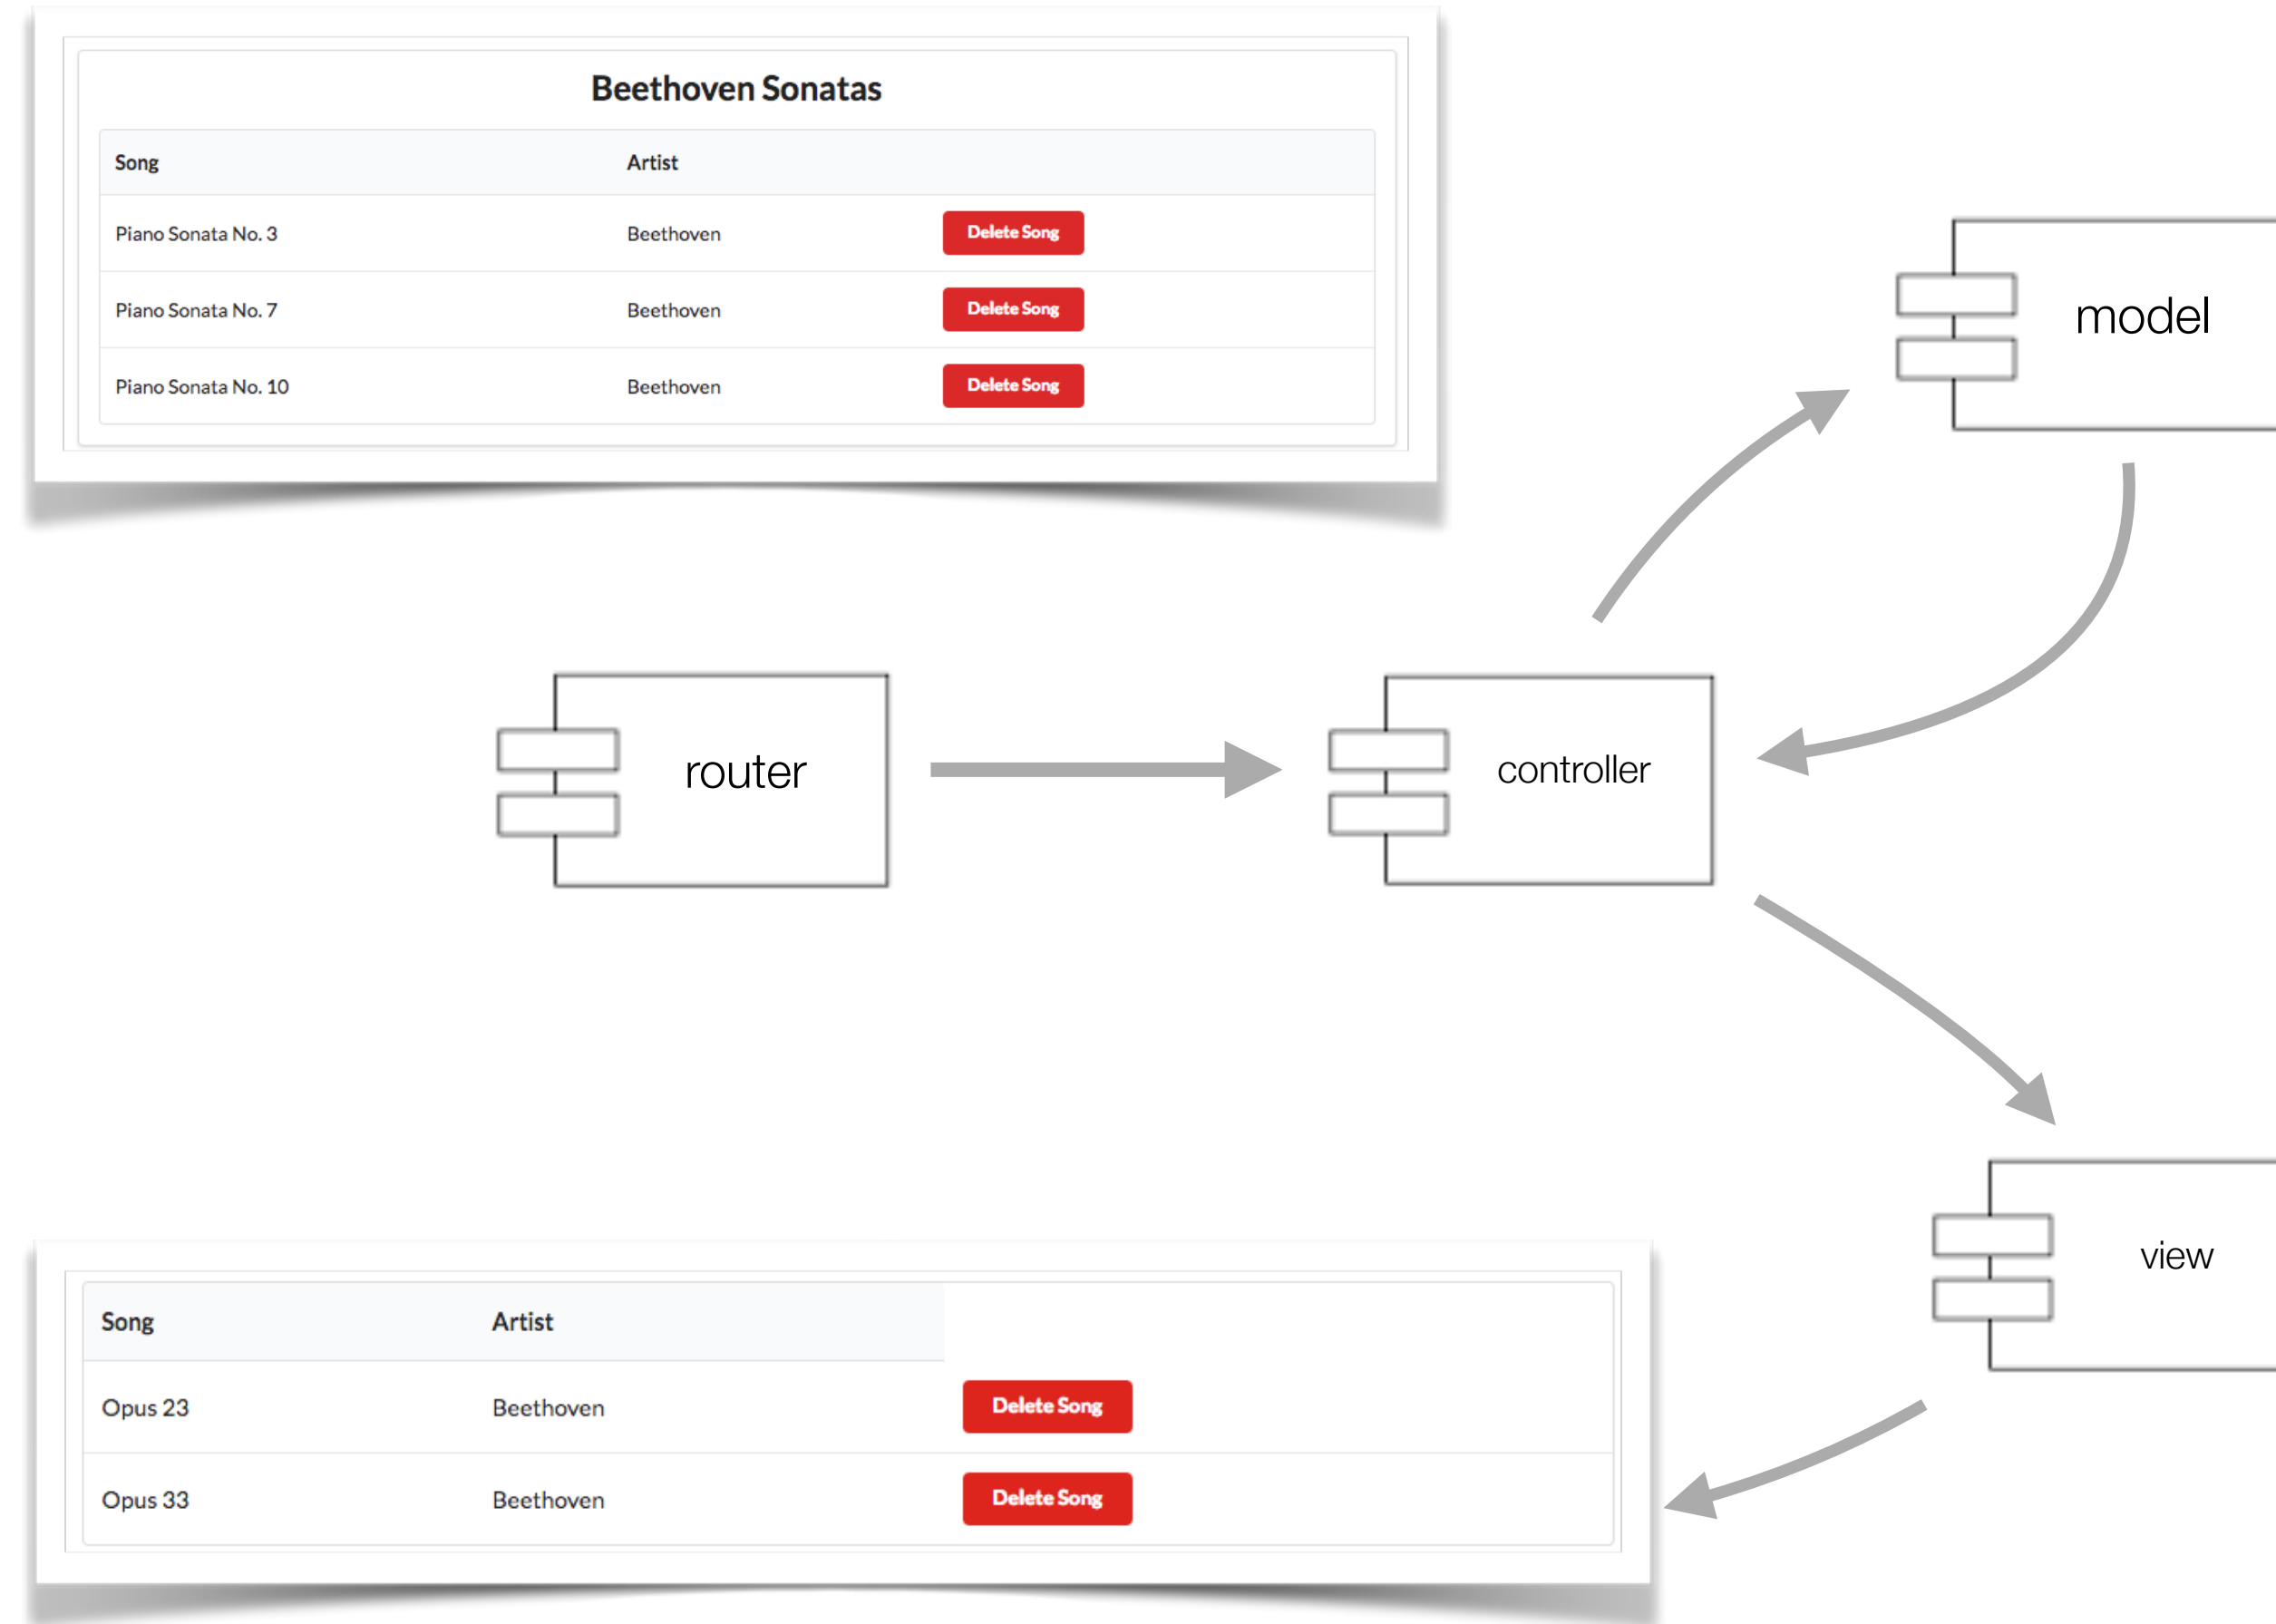 Beethoven Sonatas
Song Artist
Piano Sonata No. 3 Beethoven Delete Song
Piano Sonata No. 7 Beethoven Delete Song
Piano Sonata No. 10 Beethoven Delete Song
model
router
controller
view
Song Artist
Opus 23 Beethoven Delete Song
Opus 33 Beethoven Delete Song